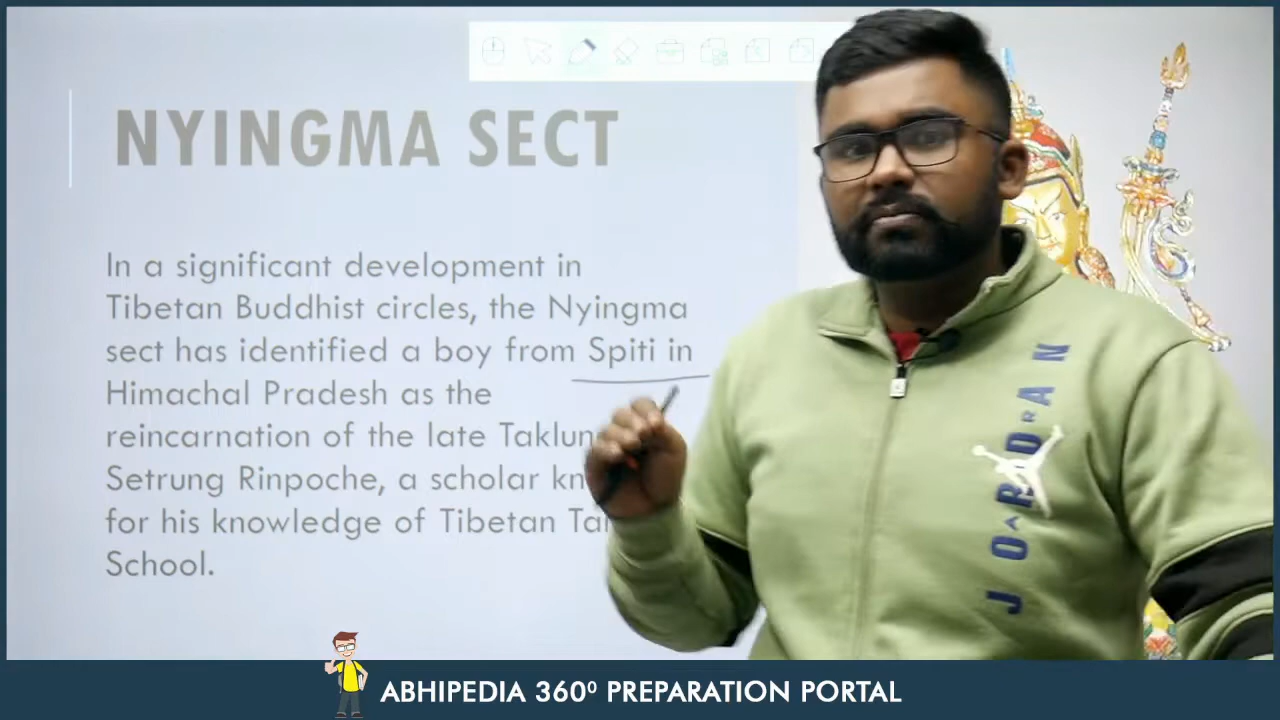 NYINGMA SECT
In a significant development in
Tibetan Buddhist circles, the Nyingma
sect has identified a boy from Spiti in
Himachal Pradesh as the
reincarnation of the late
Setrung Rinpoche, a scholar
for his knowledge of Tibetan
School.
JORDAN
ABHIPEDIA 360⁰ PREPARATION PORTAL